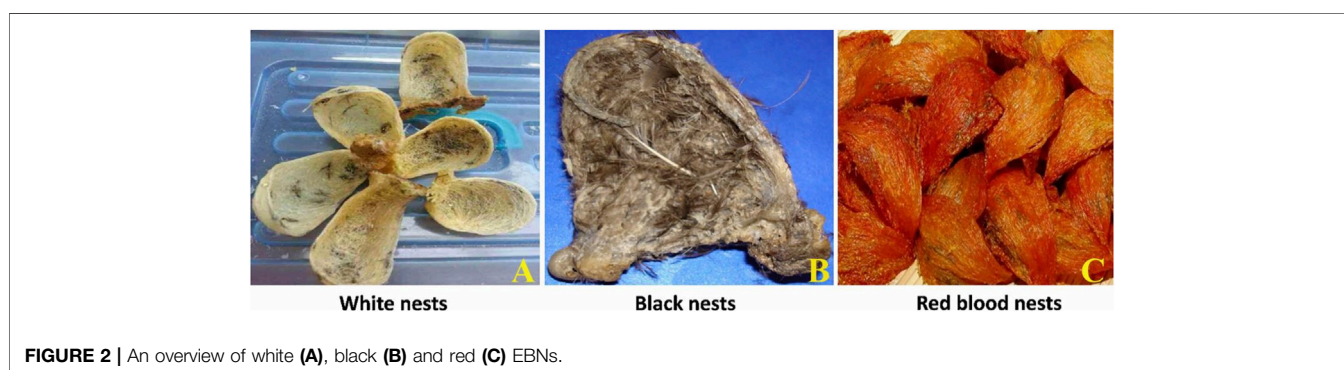 A
B
C
White nests
Black nests
Red blood nests
FIGURE 2 | An overview of white (A), black (B) and red (C) EBNs.